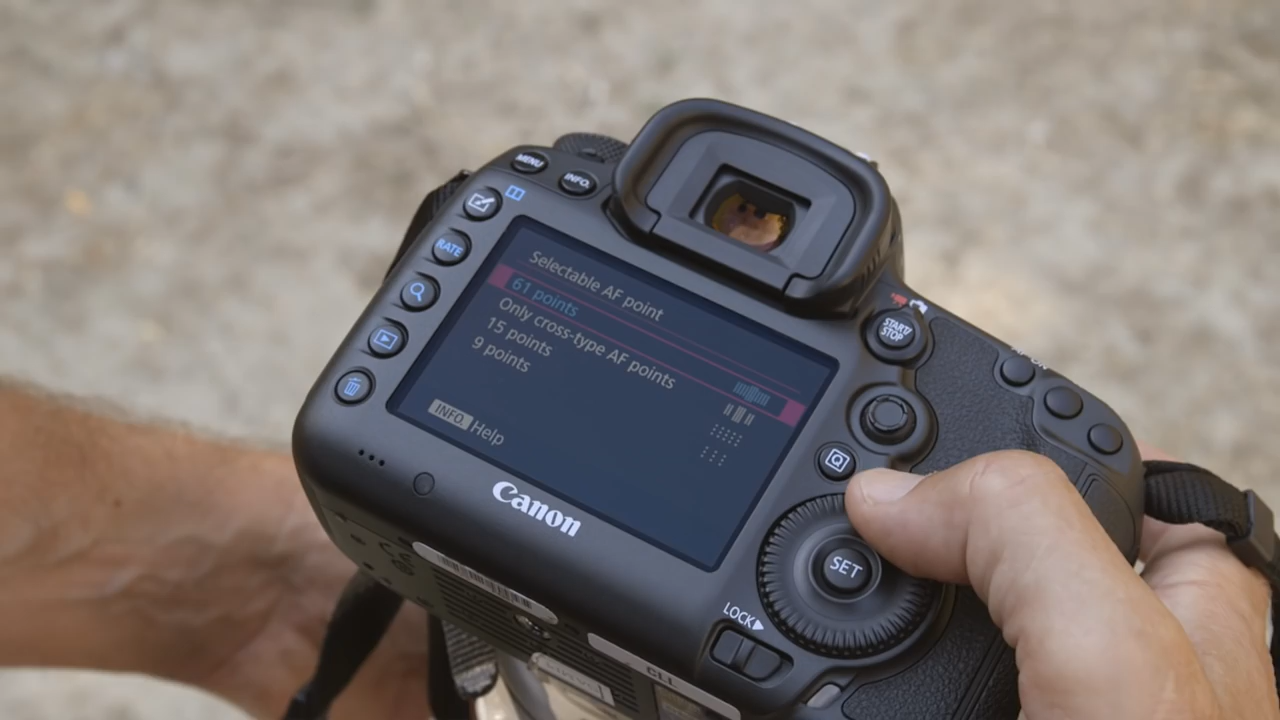 MENU
INFO.
RATE
Selectable AF point
61 points
Only cross-type AF points
15 points
9 points
INFO. Help
Canon
START/
STOP
Q
SET
LOCK▶